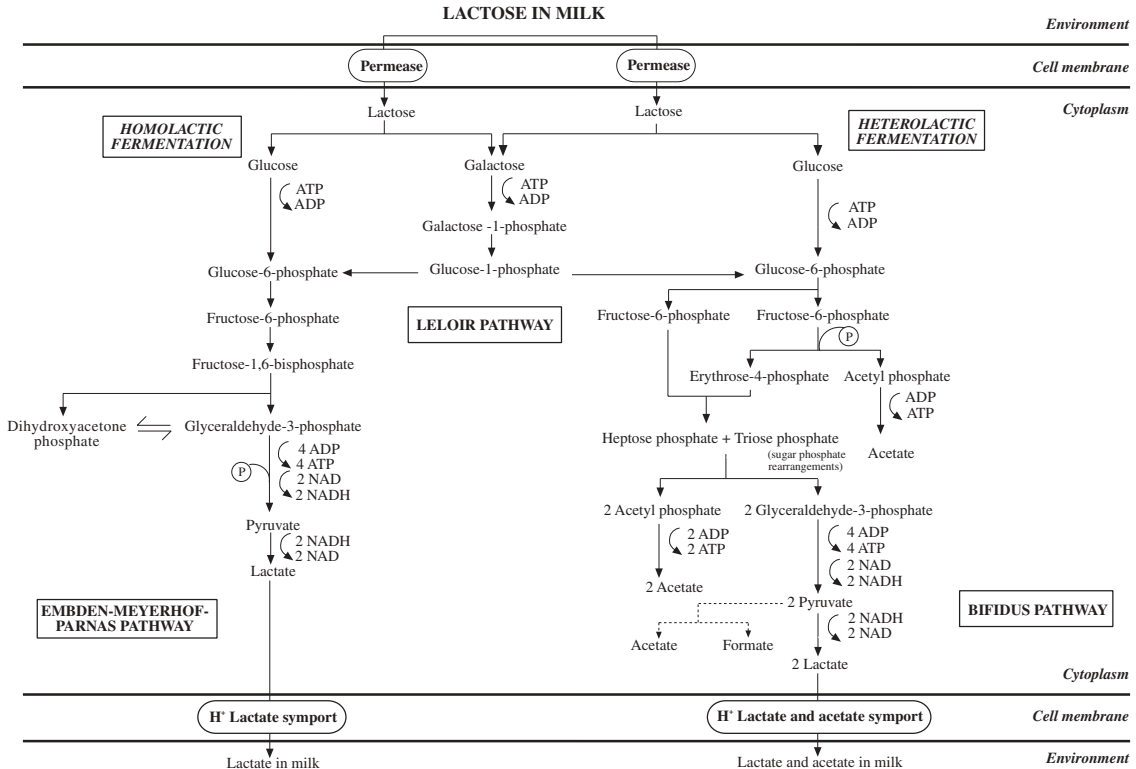 LACTOSE IN MILK
Environment
Permease
Permease
Cell membrane
Lactose
Lactose
Cytoplasm
HOMOLACTIC
FERMENTATION
HETEROLACTIC
FERMENTATION
Glucose
Galactose
Glucose
ATP
ADP
ATP
ADP
ATP
ADP
Galactose -1-phosphate
Glucose-6-phosphate
Glucose-1-phosphate
Glucose-6-phosphate
Fructose-6-phosphate
LELOIR PATHWAY
Fructose-6-phosphate
Fructose-6-phosphate
P
Fructose-1,6-bisphosphate
Erythrose-4-phosphate
Acetyl phosphate
ADP
ATP
Dihydroxyacetone
phosphate
Glyceraldehyde-3-phosphate
Heptose phosphate + Triose phosphate
(sugar phosphate
rearrangements)
Acetate
4 ADP
4 ATP
P
2 NAD
2 NADH
2 Acetyl phosphate
2 Glyceraldehyde-3-phosphate
Pyruvate
2 ADP
2 ATP
4 ADP
4 ATP
2 NADH
2 NAD
2 NAD
2 NADH
Lactate
2 Acetate
2 Pyruvate
EMBDEN-MEYERHOF-
PARNAS PATHWAY
BIFIDUS PATHWAY
2 NADH
2 NAD
Acetate
Formate
2 Lactate
Cytoplasm
H+ Lactate symport
H+ Lactate and acetate symport
Cell membrane
Lactate in milk
Lactate and acetate in milk
Environment